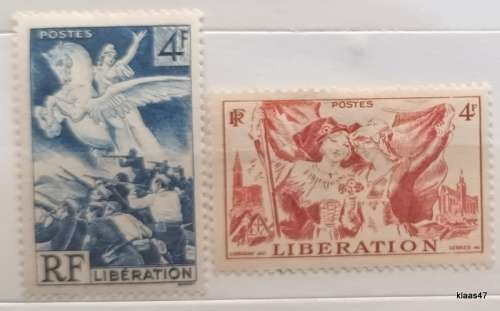 POSTES
4F
RF
LIBÉRATION
POSTES
RF
4F
LIBERATION
klaas47